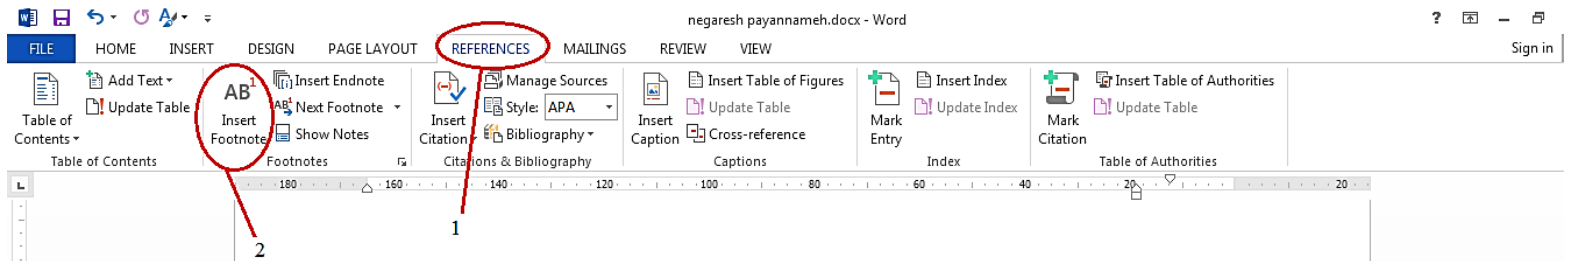 negaresh payannameh.docx - Word
FILE HOME INSERT DESIGN PAGE LAYOUT REFERENCES MAILINGS REVIEW VIEW Sign in
Table of Contents
Add Text
Update Table
Table of Contents
AB1 Insert Footnote
Insert Endnote
AB1 Next Footnote
Show Notes
Footnotes
Insert Citation
Manage Sources
Style: APA
Bibliography
Citations & Bibliography
Insert Caption
Insert Table of Figures
Update Table
Cross-reference
Captions
Mark Entry
Insert Index
Update Index
Index
Mark Citation
Insert Table of Authorities
Update Table
Table of Authorities
180 160 140 120 100 80 60 40 20 20
1
2